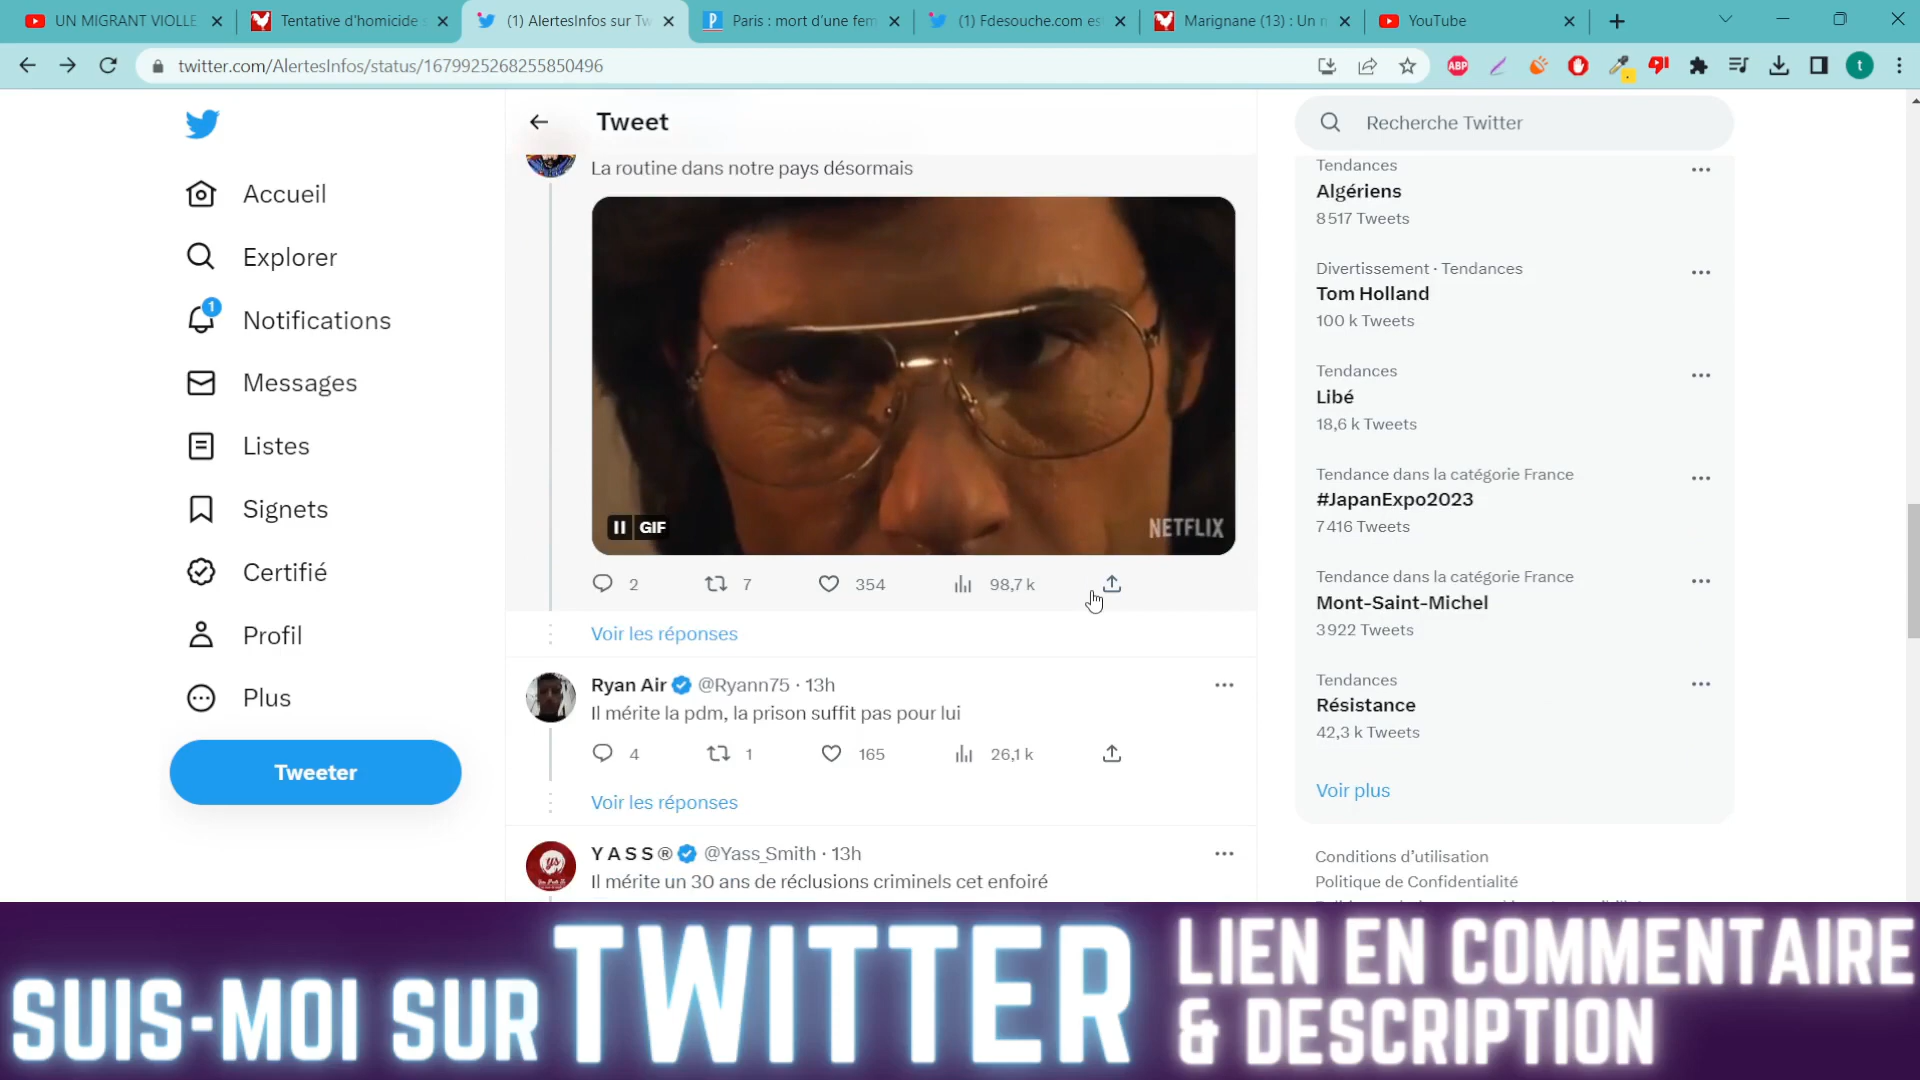 UN MIGRANT VIOLLE
Tentative d'homicide s
(1) AlertesInfos sur Tw
Paris : mort d'une fem
(1) Fdesouche.com es
Marignane (13) : Un m
YouTube
twitter.com/AlertesInfos/status/1679925268255850496
ABP
t
Accueil
Explorer
1
Notifications
Messages
Listes
Signets
Certifié
Profil
Plus
Tweeter
Tweet
La routine dans notre pays désormais
GIF
NETFLIX
2
7
354
98,7 k
Voir les réponses
Ryan Air @Ryann75 · 13h
Il mérite la pdm, la prison suffit pas pour lui
4
1
165
26,1 k
Voir les réponses
Y A S S ® @Yass_Smith · 13h
Il mérite un 30 ans de réclusions criminels cet enfoiré
Recherche Twitter
Tendances
Algériens
8 517 Tweets
Divertissement · Tendances
Tom Holland
100 k Tweets
Tendances
Libé
18,6 k Tweets
Tendance dans la catégorie France
#JapanExpo2023
7 416 Tweets
Tendance dans la catégorie France
Mont-Saint-Michel
3 922 Tweets
Tendances
Résistance
42,3 k Tweets
Voir plus
Conditions d'utilisation
Politique de Confidentialité
SUIS-MOI SUR TWITTER
LIEN EN COMMENTAIRE
& DESCRIPTION